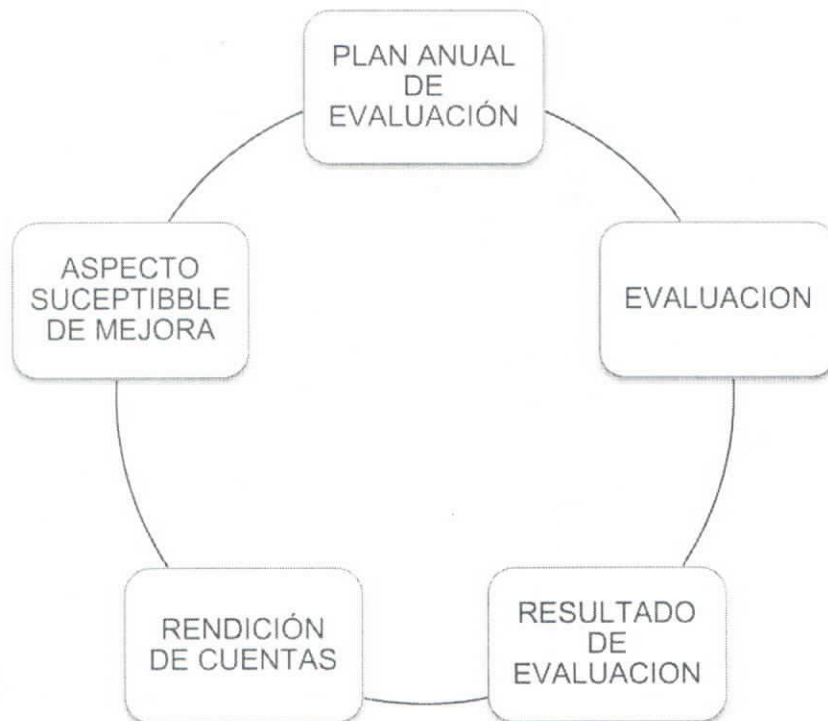 PLAN ANUAL
DE
EVALUACIÓN
EVALUACION
RESULTADO
DE
EVALUACION
RENDICIÓN
DE CUENTAS
ASPECTO
SUCEPTIBBLE
DE MEJORA